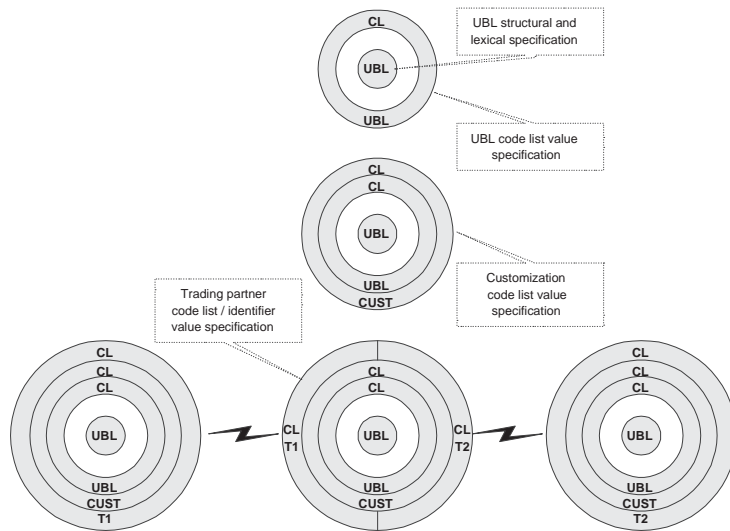 CL
UBL
UBL
UBL structural and
lexical specification
UBL code list value
specification
CL
CL
UBL
UBL
CUST
Customization
code list value
specification
Trading partner
code list / identifier
value specification
CL
CL
CL
UBL
UBL
CUST
T1
CL
CL
CL
T1
UBL
CL
T2
UBL
CUST
CL
CL
CL
UBL
UBL
CUST
T2